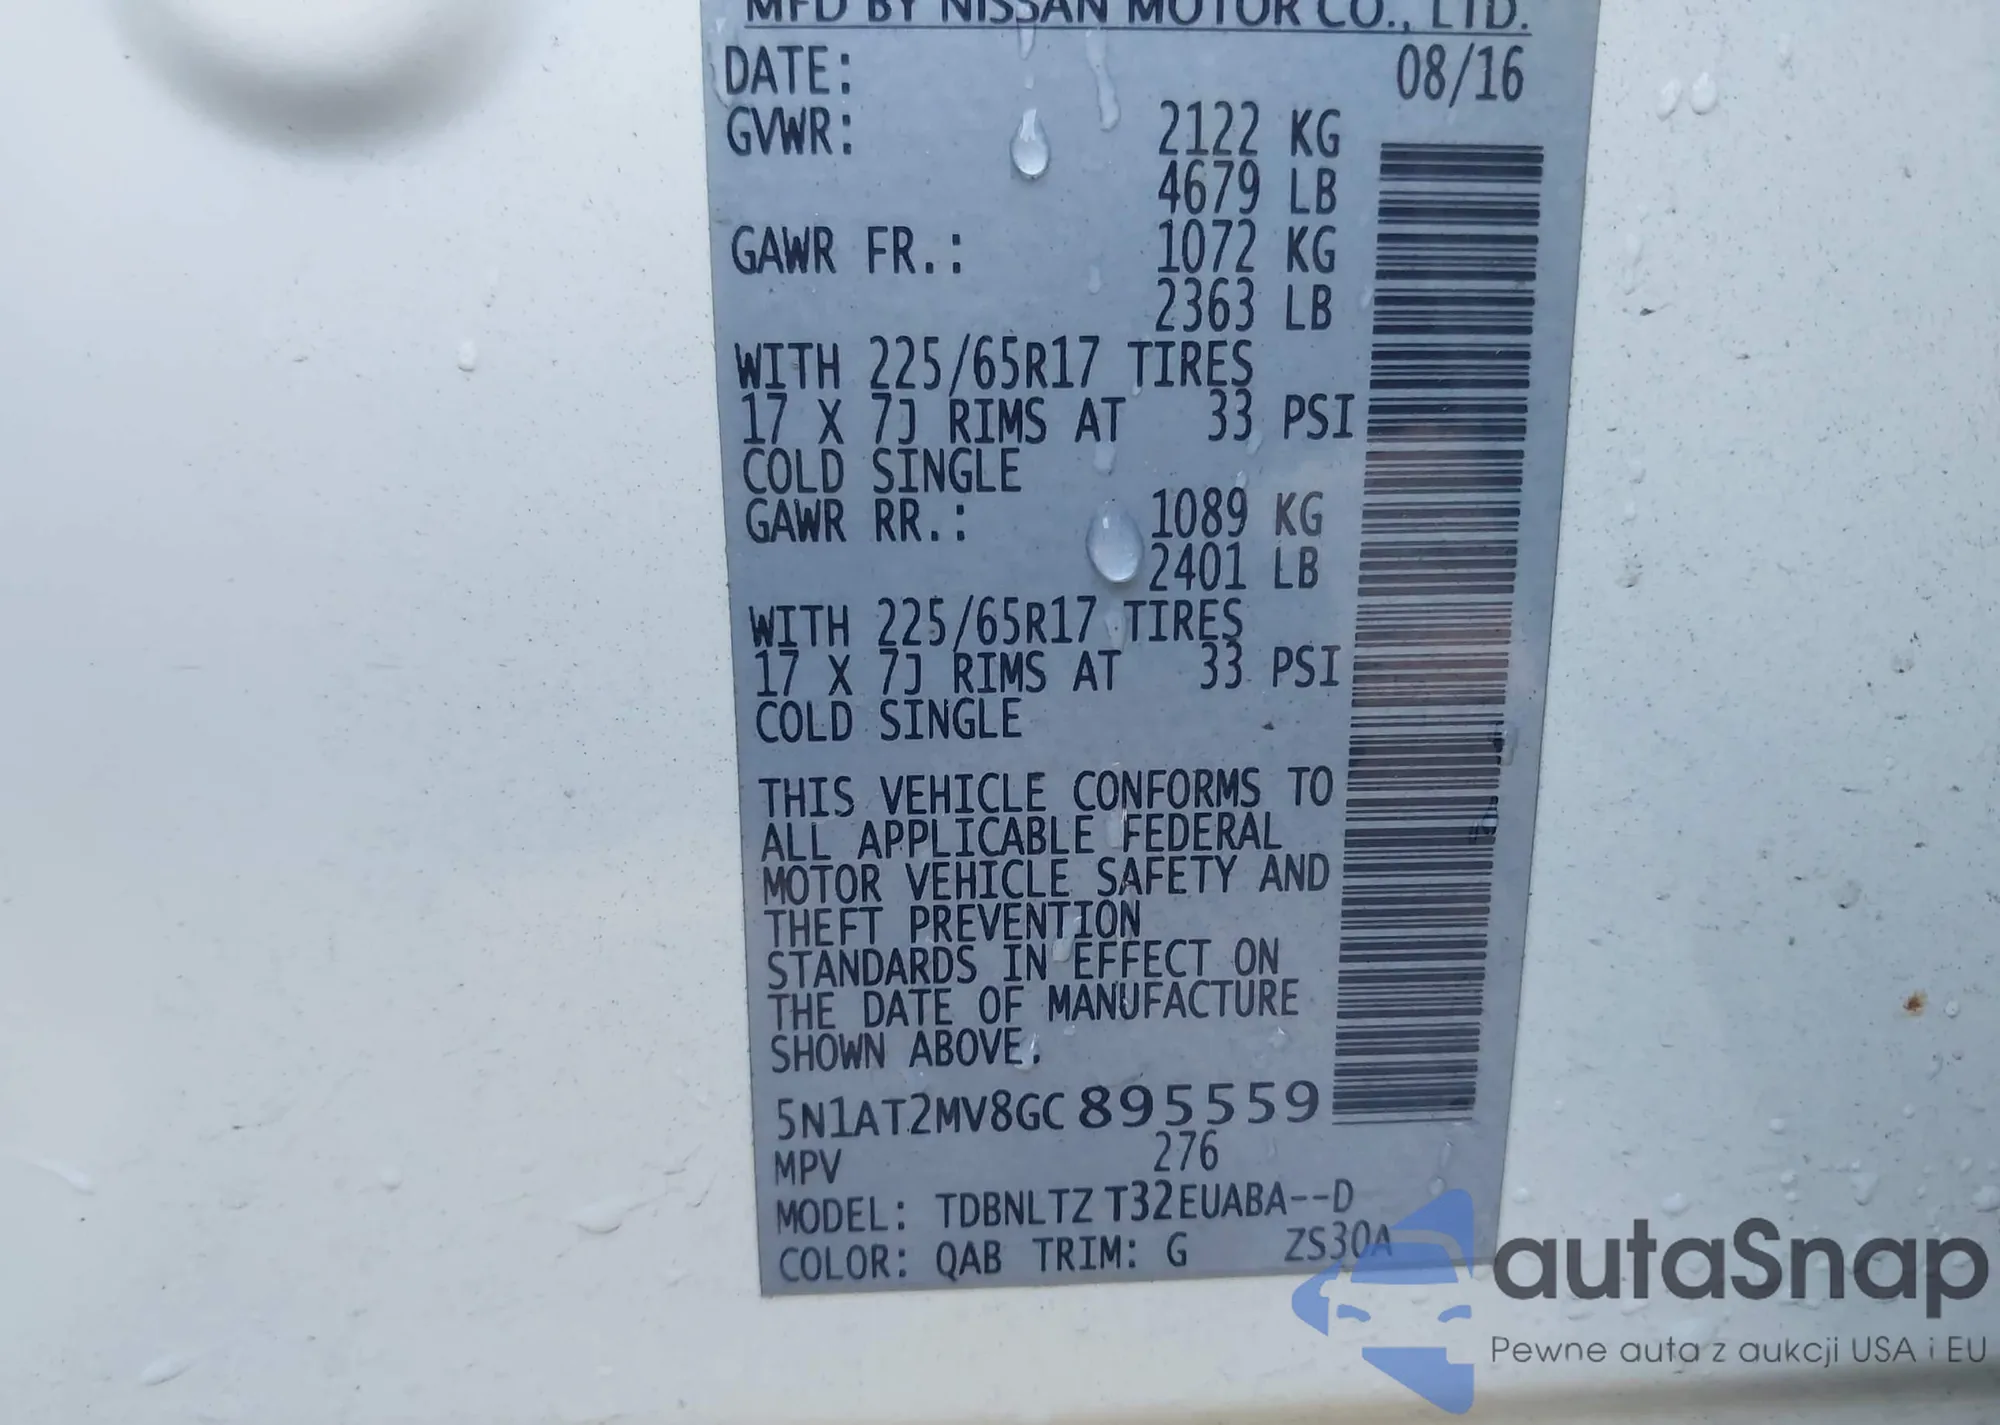 MFD BY NISSAN MOTOR CO., LTD.
DATE: 08/16
GVWR: 2122 KG
4679 LB
GAWR FR.: 1072 KG
2363 LB
WITH 225/65R17 TIRES
17 X 7J RIMS AT 33 PSI
COLD SINGLE
GAWR RR.: 1089 KG
2401 LB
WITH 225/65R17 TIRES
17 X 7J RIMS AT 33 PSI
COLD SINGLE
THIS VEHICLE CONFORMS TO
ALL APPLICABLE FEDERAL
MOTOR VEHICLE SAFETY AND
THEFT PREVENTION
STANDARDS IN EFFECT ON
THE DATE OF MANUFACTURE
SHOWN ABOVE.
5N1AT2MV8GC895559
MPV 276
MODEL: TDBNLTZ T32EUABA--D
COLOR: QAB TRIM: G ZS30A
autaSnap
Pewne auta z aukcji USA i EU